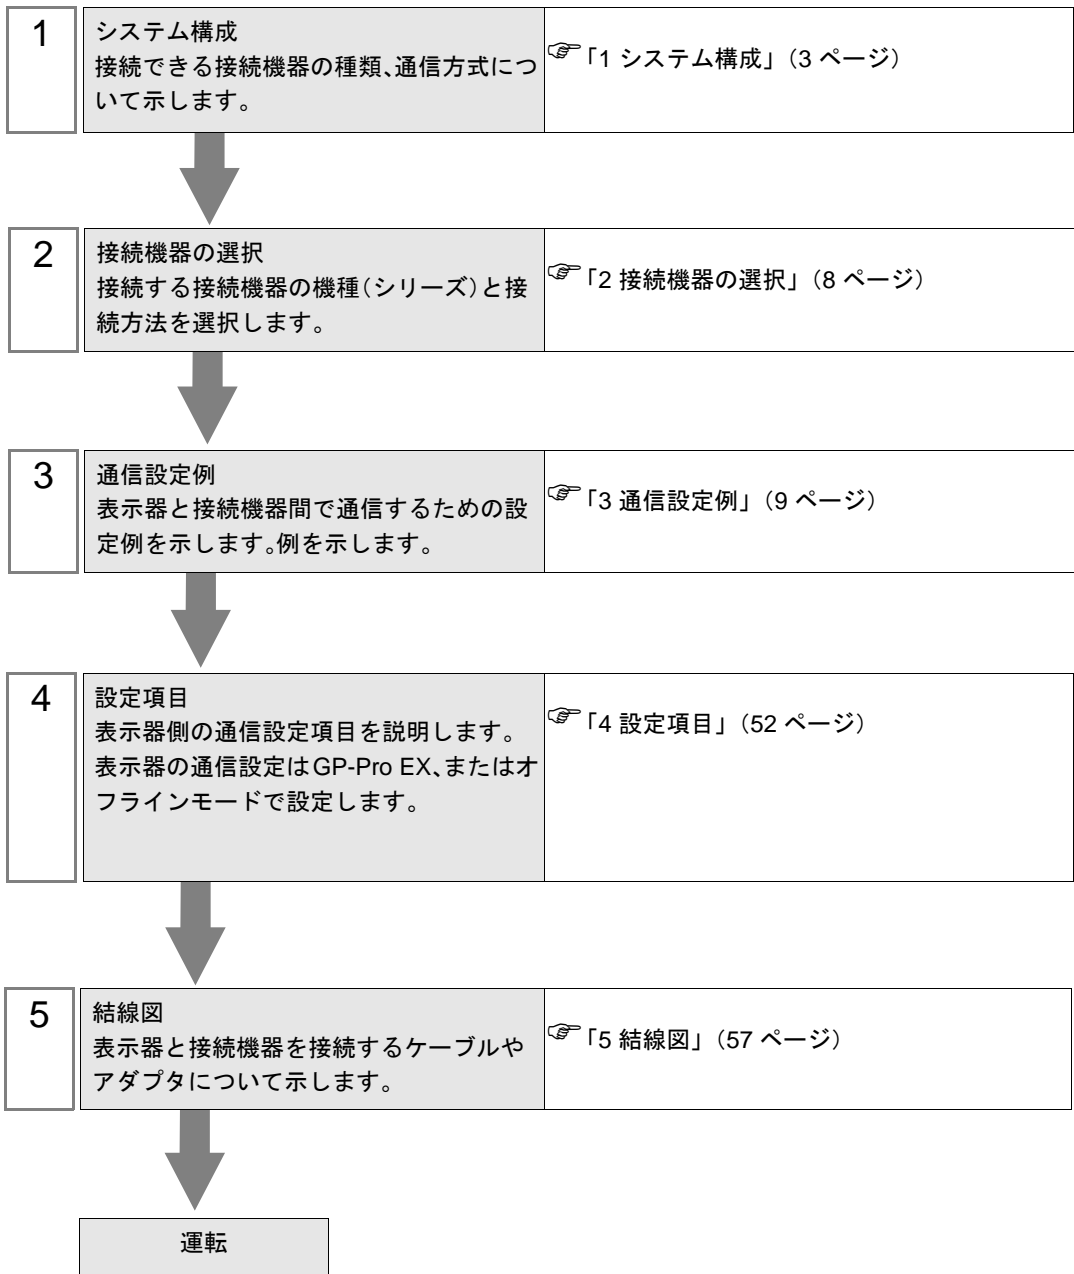 1
システム構成
接続できる接続機器の種類、通信方式につ
いて示します。
☞「1 システム構成」（3 ページ）
2
接続機器の選択
接続する接続機器の機種（シリーズ）と接
続方法を選択します。
☞「2 接続機器の選択」（8 ページ）
3
通信設定例
表示器と接続機器間で通信するための設
定例を示します。例を示します。
☞「3 通信設定例」（9 ページ）
4
設定項目
表示器側の通信設定項目を説明します。
表示器の通信設定はGP-Pro EX、またはオ
フラインモードで設定します。
☞「4 設定項目」（52 ページ）
5
結線図
表示器と接続機器を接続するケーブルや
アダプタについて示します。
☞「5 結線図」（57 ページ）
運転